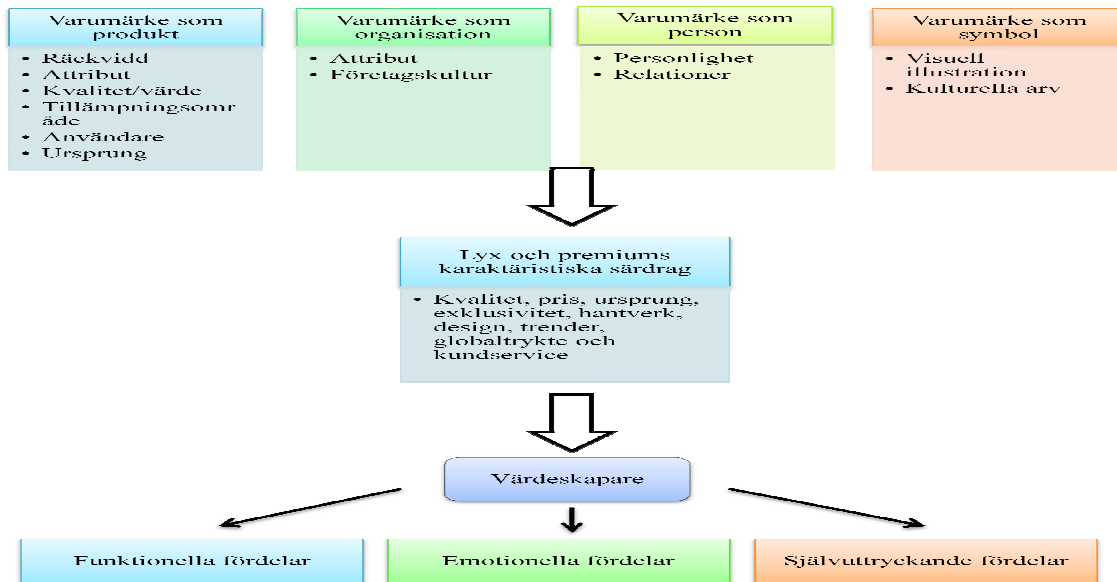 Varumärke som
produkt
• Räckvidd
• Attribut
• Kvalitet/värde
• Tillämpningsområ
äde
• Användare
• Ursprung
Varumärke som
organisation
• Attribut
• Företagskultur
Varumärke som
person
• Personlighet
• Relationer
Varumärke som
symbol
• Visuell
illustration
• Kulturella arv
Lyx och premiums
karaktäristiska särdrag
• Kvalitet, pris, ursprung,
exklusivitet, hantverk,
design, trender,
globaltrykte och
kundservice
Värdeskapare
Funktionella fördelar
Emotionella fördelar
Självuttryckande fördelar